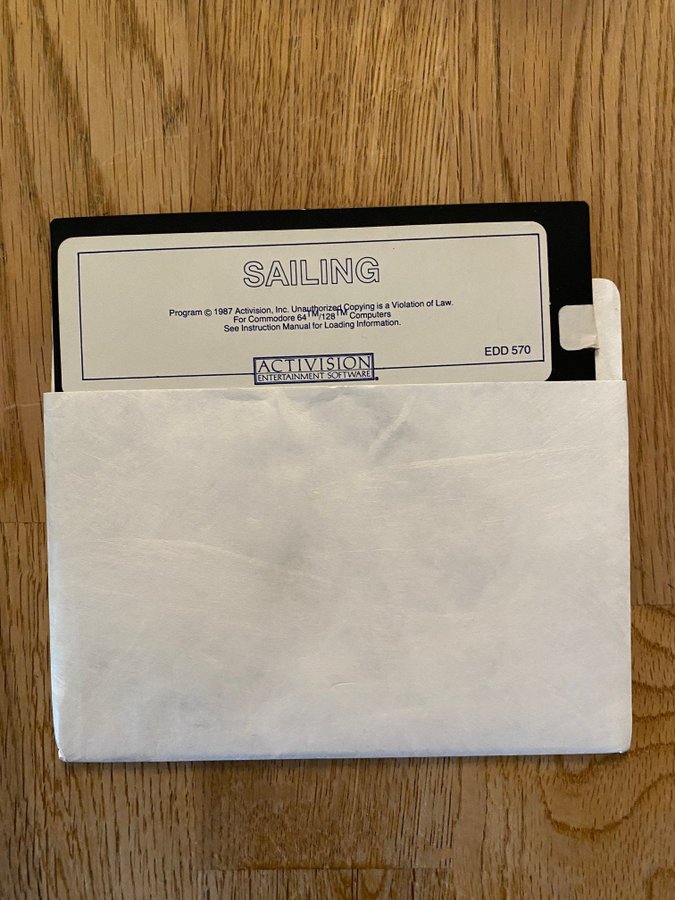 SAILING
Program © 1987 Activision, Inc. Unauthorized Copying is a Violation of Law.
For Commodore 64™/128™ Computers
See Instruction Manual for Loading Information.
EDD 570
ACTIVISION
ENTERTAINMENT SOFTWARE®